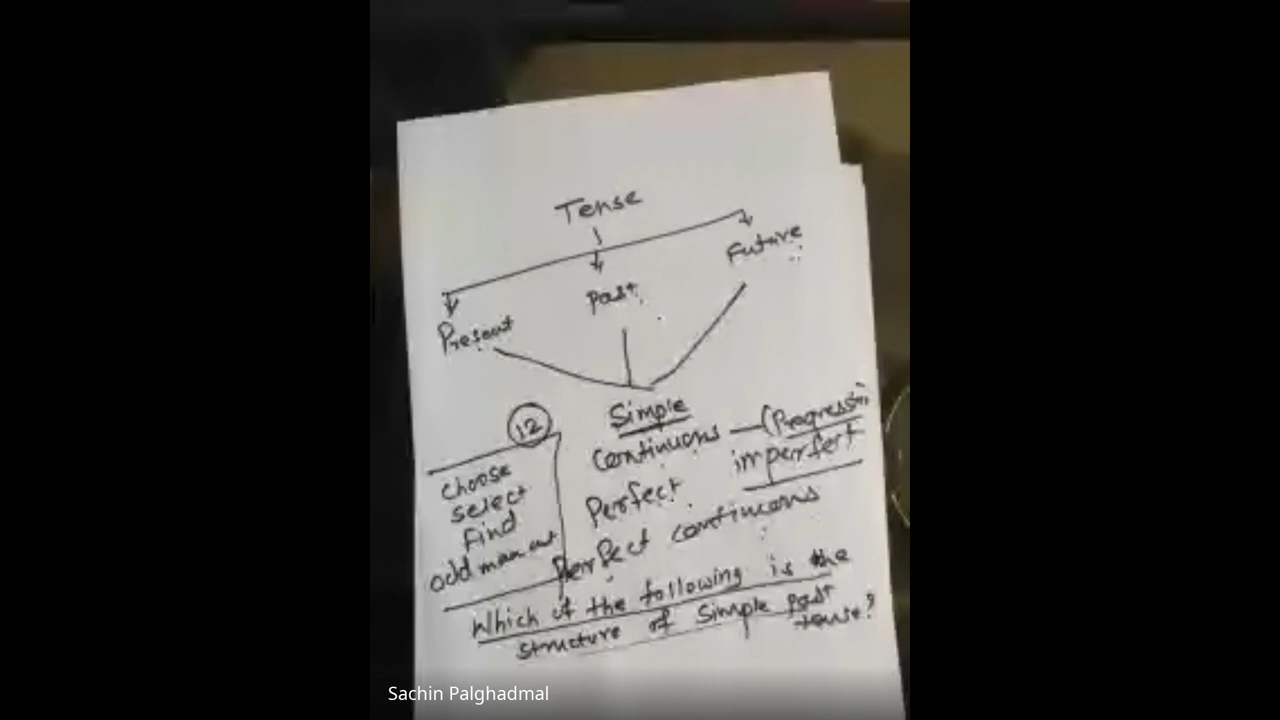 Tense
Present Past Future
12
Simple
Continuous — (Progressi
imperfect
Perfect
Perfect continuous
choose
select
Find
odd man out
Which of the following is the
structure of Simple past
tense?
Sachin Palghadmal